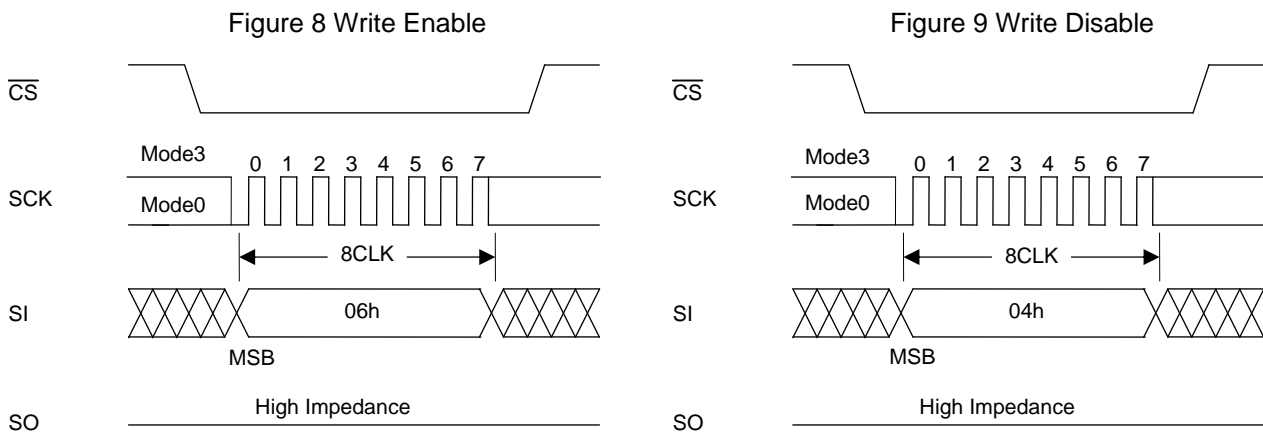 Figure 8 Write Enable
CS
Mode3
0 1 2 3 4 5 6 7
SCK
Mode0
8CLK
SI
06h
MSB
High Impedance
SO
Figure 9 Write Disable
CS
Mode3
0 1 2 3 4 5 6 7
SCK
Mode0
8CLK
SI
04h
MSB
High Impedance
SO